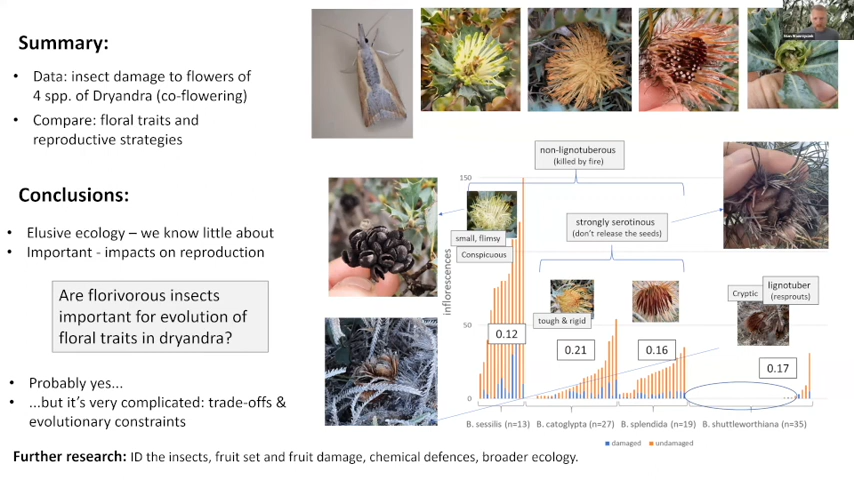 Summary:
• Data: insect damage to flowers of
4 spp. of Dryandra (co-flowering)
• Compare: floral traits and
reproductive strategies
Conclusions:
• Elusive ecology – we know little about
• Important - impacts on reproduction
Are florivorous insects
important for evolution of
floral traits in dryandra?
• Probably yes...
• ...but it's very complicated: trade-offs &
evolutionary constraints
Further research: ID the insects, fruit set and fruit damage, chemical defences, broader ecology.
non-lignotuberous
(killed by fire)
150
strongly serotinous
(don't release the seeds)
small, flimsy
Conspicuous
inflorescences
tough & rigid
Cryptic
lignotuber
(resprouts)
50
0.12
0.21
0.16
0.17
0
B. sessilis (n=13)
B. catoglypta (n=27)
B. splendida (n=19)
B. shuttleworthiana (n=35)
damaged
undamaged